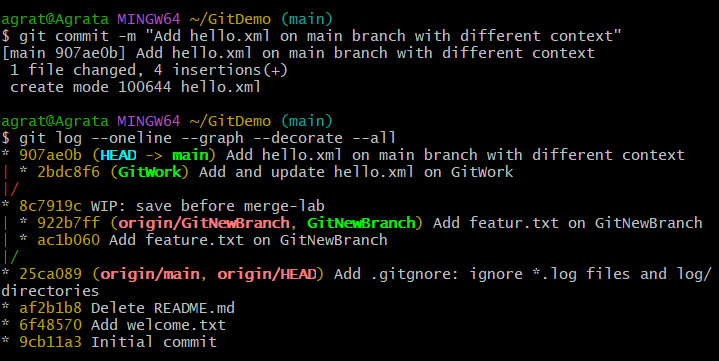 agrat@Agrata MINGW64 ~/GitDemo (main)
$ git commit -m "Add hello.xml on main branch with different context"
[main 907ae0b] Add hello.xml on main branch with different context
 1 file changed, 4 insertions(+)
 create mode 100644 hello.xml

agrat@Agrata MINGW64 ~/GitDemo (main)
$ git log --oneline --graph --decorate --all
* 907ae0b (HEAD -> main) Add hello.xml on main branch with different context
| * 2bdc8f6 (GitWork) Add and update hello.xml on GitWork
|/
* 8c7919c WIP: save before merge-lab
| * 922b7ff (origin/GitNewBranch, GitNewBranch) Add featur.txt on GitNewBranch
| * ac1b060 Add feature.txt on GitNewBranch
|/
* 25ca089 (origin/main, origin/HEAD) Add .gitgnore: ignore *.log files and log/
directories
* af2b1b8 Delete README.md
* 6f48570 Add welcome.txt
* 9cb11a3 Initial commit